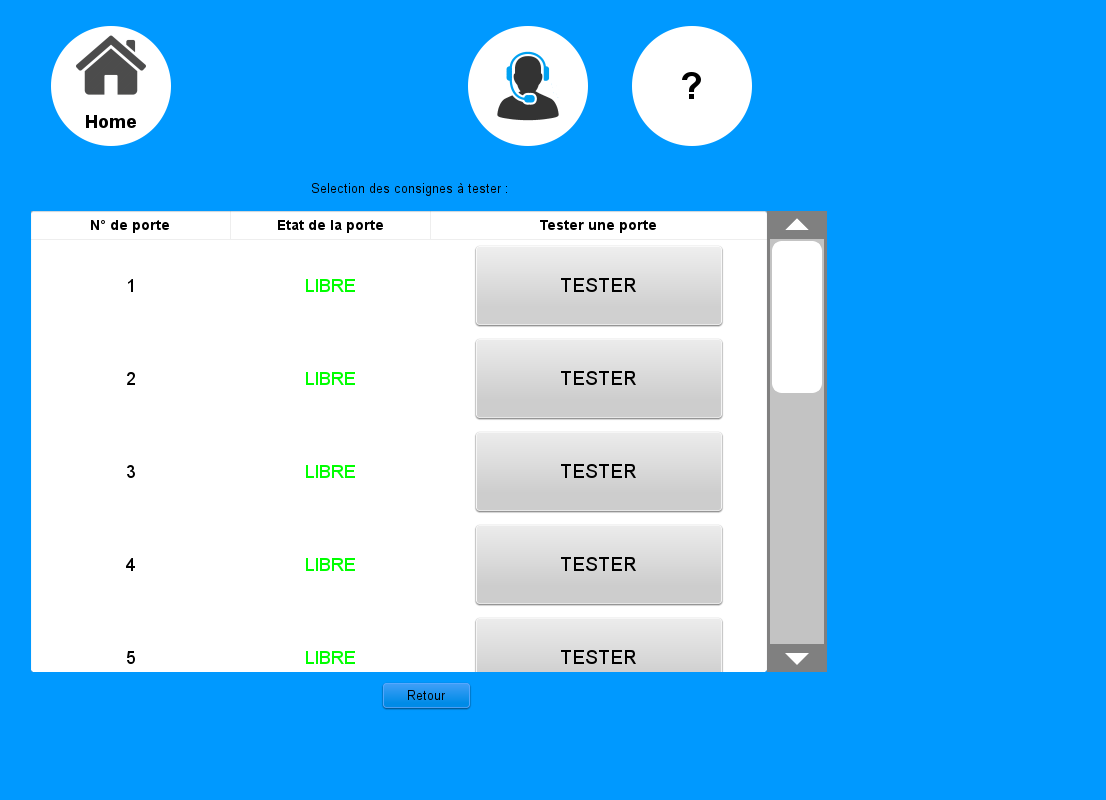 Home
?
Selection des consignes à tester :
N° de porte Etat de la porte Tester une porte
1 LIBRE TESTER
2 LIBRE TESTER
3 LIBRE TESTER
4 LIBRE TESTER
5 LIBRE TESTER
Retour